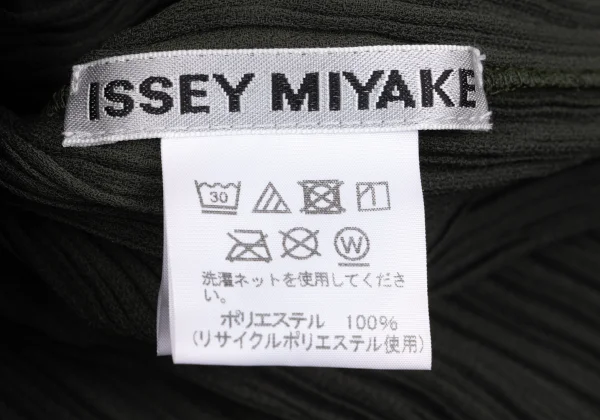 ISSEY MIYAKE
30
W
洗濯ネットを使用してくださ
い。
ポリエステル 100%
(リサイクルポリエステル使用)